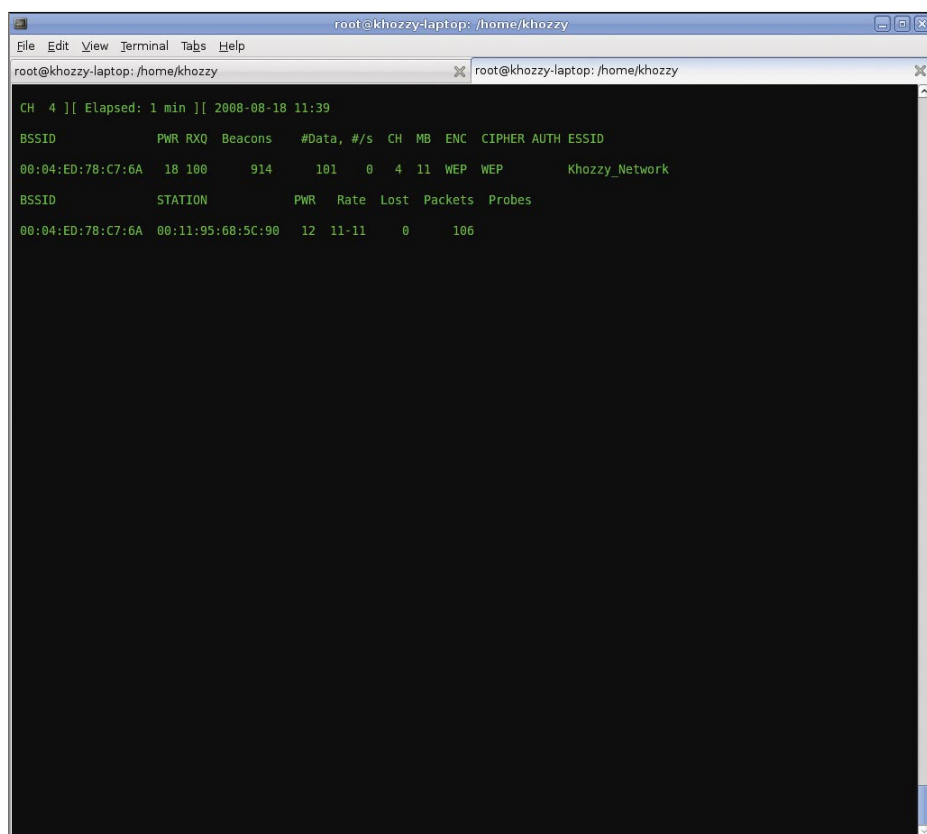 root@khozzy-laptop: /home/khozzy
File Edit View Terminal Tabs Help
root@khozzy-laptop: /home/khozzy root@khozzy-laptop: /home/khozzy
CH 4 ][ Elapsed: 1 min ][ 2008-08-18 11:39
BSSID PWR RXQ Beacons #Data, #/s CH MB ENC CIPHER AUTH ESSID
00:04:ED:78:C7:6A 18 100 914 101 0 4 11 WEP WEP Khozzy_Network
BSSID STATION PWR Rate Lost Packets Probes
00:04:ED:78:C7:6A 00:11:95:68:5C:90 12 11-11 0 106